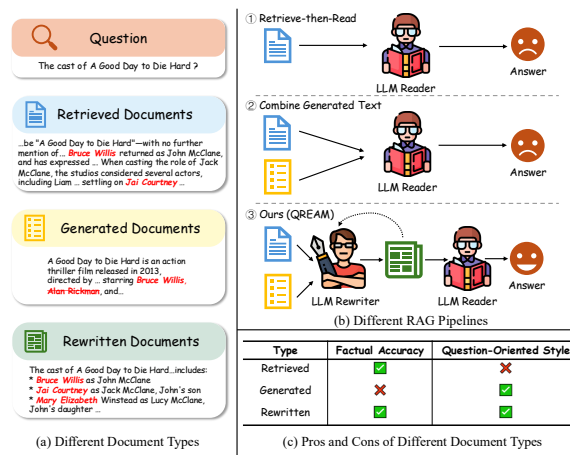 Question
The cast of A Good Day to Die Hard ?
Retrieved Documents
...be "A Good Day to Die Hard"—with no further
mention of... Bruce Willis returned as John McClane,
and has expressed ... When casting the role of Jack
McClane, the studios considered several actors,
including Liam ... settling on Jai Courtney ...
Generated Documents
A Good Day to Die Hard is an action
thriller film released in 2013,
directed by ... starring Bruce Willis,
Alan Rickman, and...
Rewritten Documents
The cast of A Good Day to Die Hard...includes:
* Bruce Willis as John McClane
* Jai Courtney as Jack McClane, John's son
* Mary Elizabeth Winstead as Lucy McClane,
John's daughter ...
(a) Different Document Types
① Retrieve-then-Read
LLM Reader
Answer
② Combine Generated Text
LLM Reader
Answer
③ Ours (QREAM)
LLM Rewriter
LLM Reader
Answer
(b) Different RAG Pipelines
Type Factual Accuracy Question-Oriented Style
Retrieved
Generated
Rewritten
(c) Pros and Cons of Different Document Types